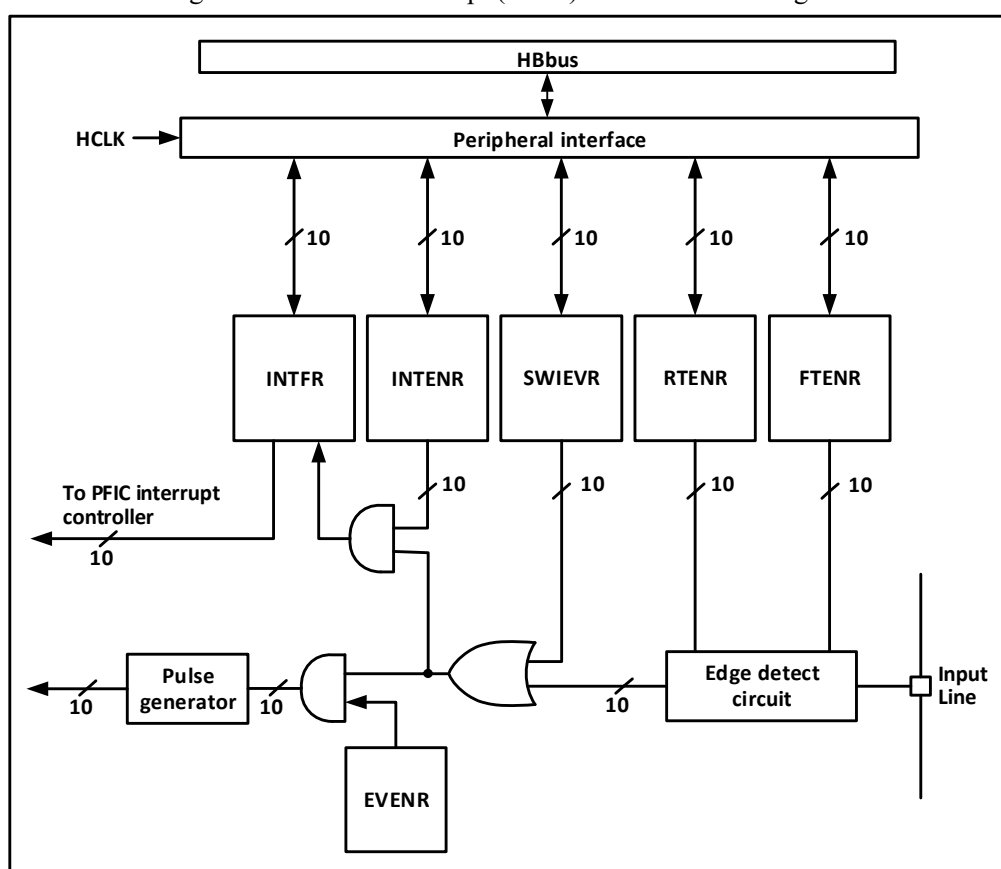 HBbus
HCLK
Peripheral interface
10
10
10
10
10
INTFR
INTENR
SWIEVR
RTENR
FTENR
10
10
10
10
To PFIC interrupt
controller
10
Pulse
generator
10
10
10
Edge detect
circuit
Input
Line
EVENR